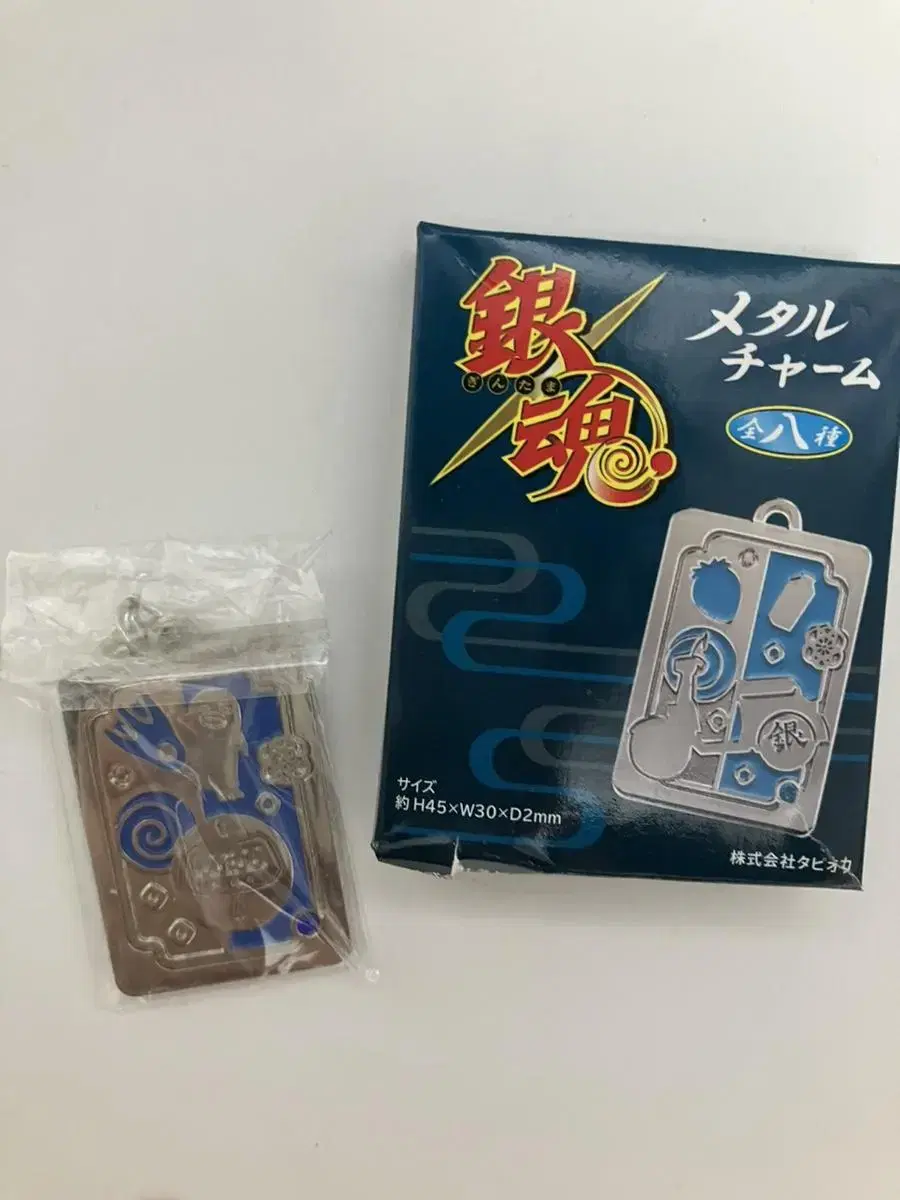 銀魂
ぎんたま
メタル
チャーム
全八種
銀
サイズ
約H45×W30×D2mm
株式会社タピオカ